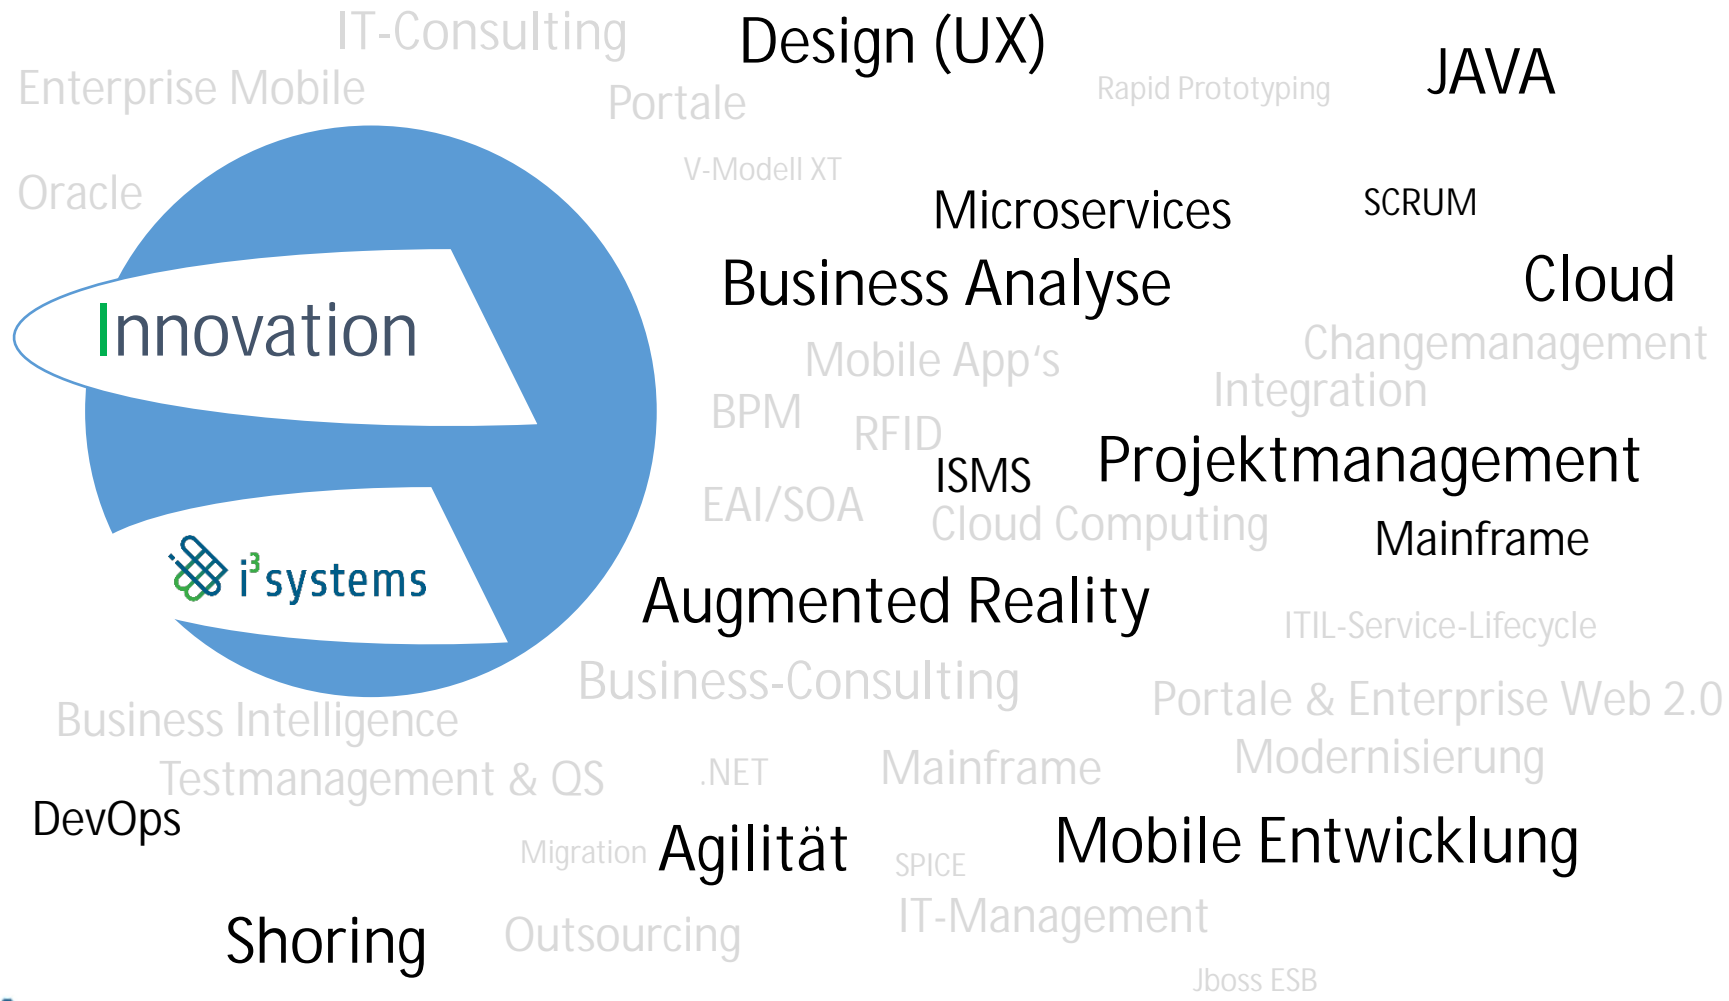 IT-Consulting
Design (UX)
JAVA
Enterprise Mobile
Portale
Rapid Prototyping
V-Modell XT
Oracle
Microservices
SCRUM
Business Analyse
Cloud
Innovation
Mobile App‘s
Changemanagement
Integration
BPM
RFID
ISMS
Projektmanagement
EAI/SOA
Cloud Computing
Mainframe
i³systems
Augmented Reality
ITIL-Service-Lifecycle
Business-Consulting
Portale & Enterprise Web 2.0
Business Intelligence
Modernisierung
Testmanagement & QS
.NET
Mainframe
DevOps
Migration
Agilität
SPICE
Mobile Entwicklung
IT-Management
Shoring
Outsourcing
Jboss ESB